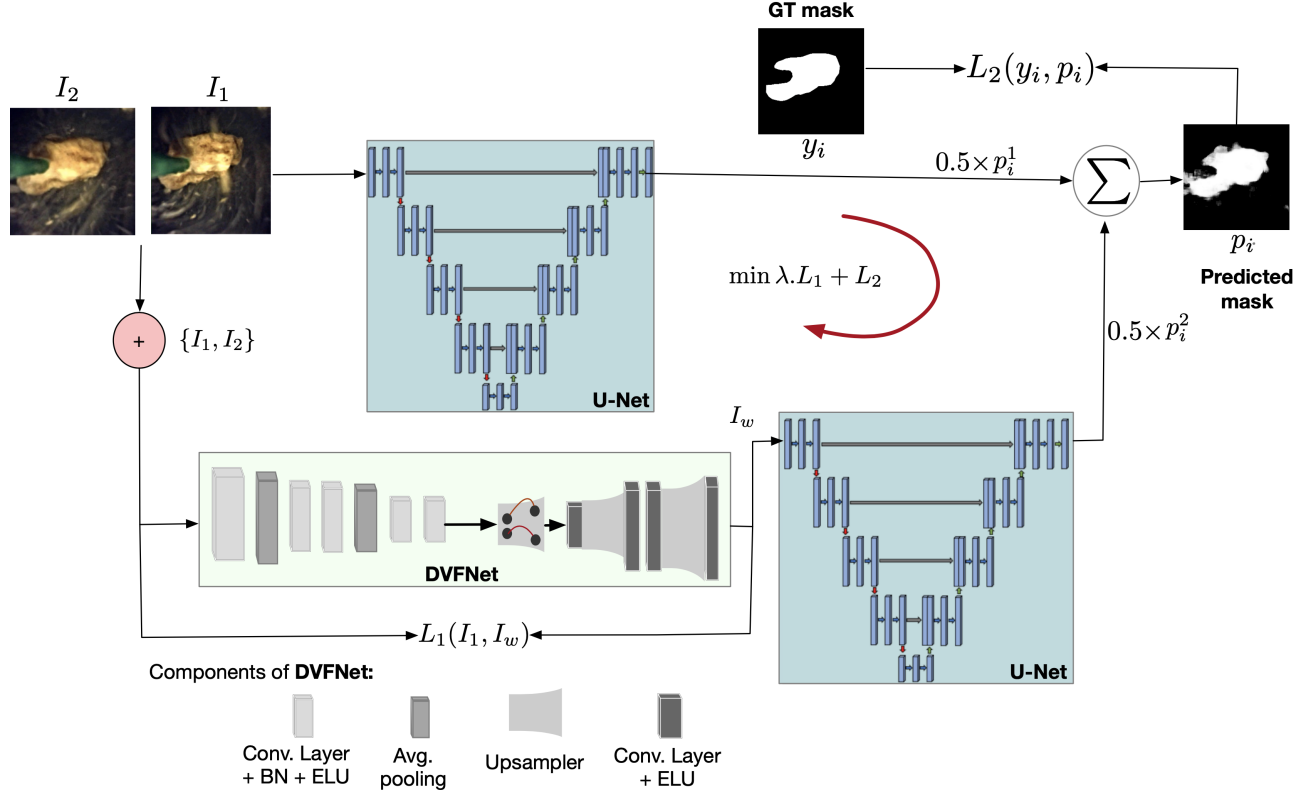 GT mask
I_2
I_1
L_2(y_i, p_i)
y_i
0.5× p_i^1
∑
p_i
Predicted
mask
min λ.L_1 + L_2
+
{I_1, I_2}
0.5× p_i^2
U-Net
I_w
DVFNet
L_1(I_1, I_w)
U-Net
Components of DVFNet:
Conv. Layer
+ BN + ELU
Avg.
pooling
Upsampler
Conv. Layer
+ ELU